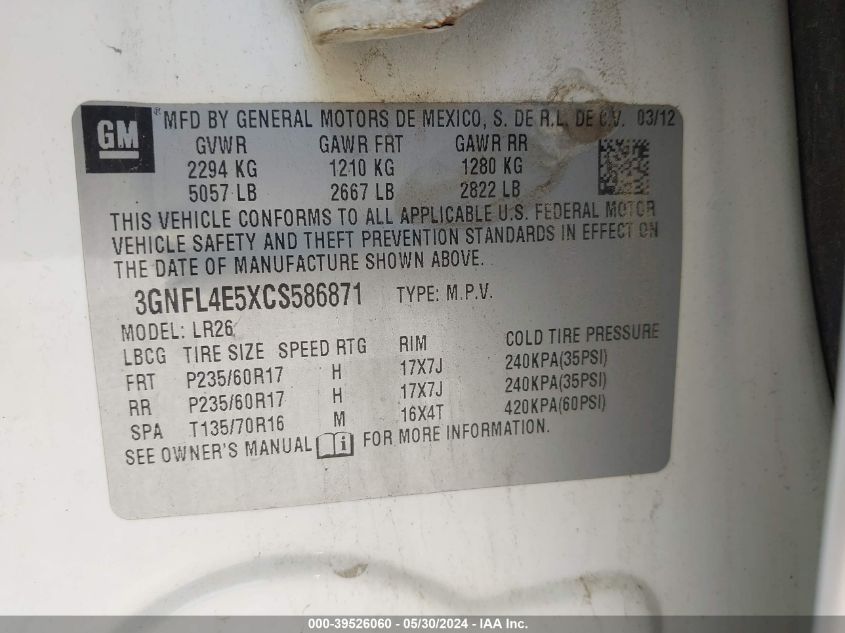 GM ® MFD BY GENERAL MOTORS DE MEXICO, S. DE R.L. DE C.V. 03/12
GVWR GAWR FRT GAWR RR
2294 KG 1210 KG 1280 KG
5057 LB 2667 LB 2822 LB
THIS VEHICLE CONFORMS TO ALL APPLICABLE U.S. FEDERAL MOTOR
VEHICLE SAFETY AND THEFT PREVENTION STANDARDS IN EFFECT ON
THE DATE OF MANUFACTURE SHOWN ABOVE.
3GNFL4E5XCS586871 TYPE: M.P.V.
MODEL: LR26
LBCG TIRE SIZE SPEED RTG RIM COLD TIRE PRESSURE
FRT P235/60R17 H 17X7J 240KPA(35PSI)
RR P235/60R17 H 17X7J 240KPA(35PSI)
SPA T135/70R16 M 16X4T 420KPA(60PSI)
SEE OWNER'S MANUAL i FOR MORE INFORMATION.
000-39526060 - 05/30/2024 - IAA Inc.